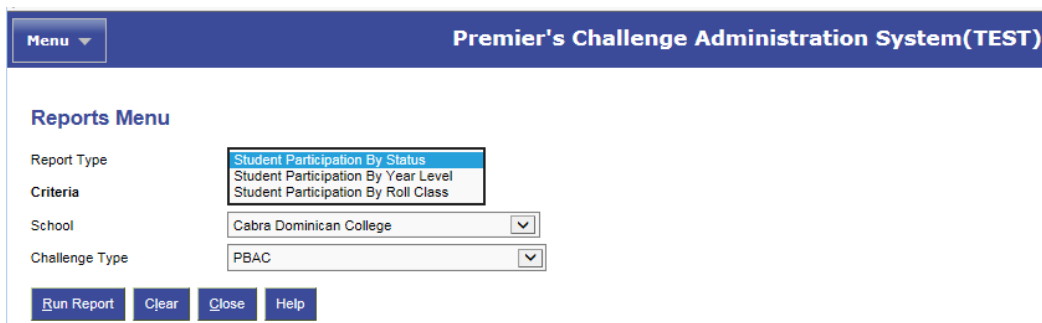 Menu
Premier's Challenge Administration System(TEST)
Reports Menu
Report Type
Student Participation By Status
Student Participation By Year Level
Criteria
Student Participation By Roll Class
School Cabra Dominican College
Challenge Type PBAC
Run Report Clear Close Help